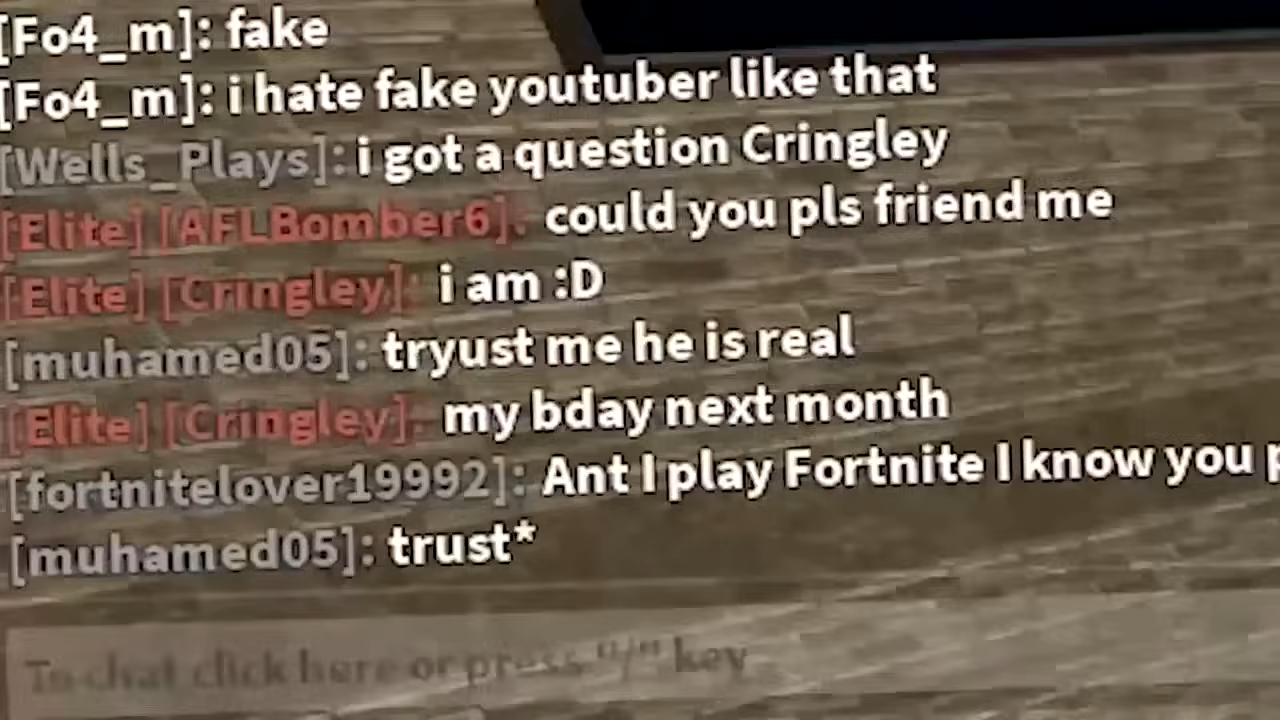 [Fo4_m]: fake
[Fo4_m]: i hate fake youtuber like that
[Wells_Plays]: i got a question Cringley
[Elite] [AFLBomber6]: could you pls friend me
[Elite] [Cringley]: i am :D
[muhamed05]: tryust me he is real
[Elite] [Cringley]: my bday next month
[fortnitelover19992]: Ant I play Fortnite I know you p
[muhamed05]: trust*
To chat click here or press "/" key